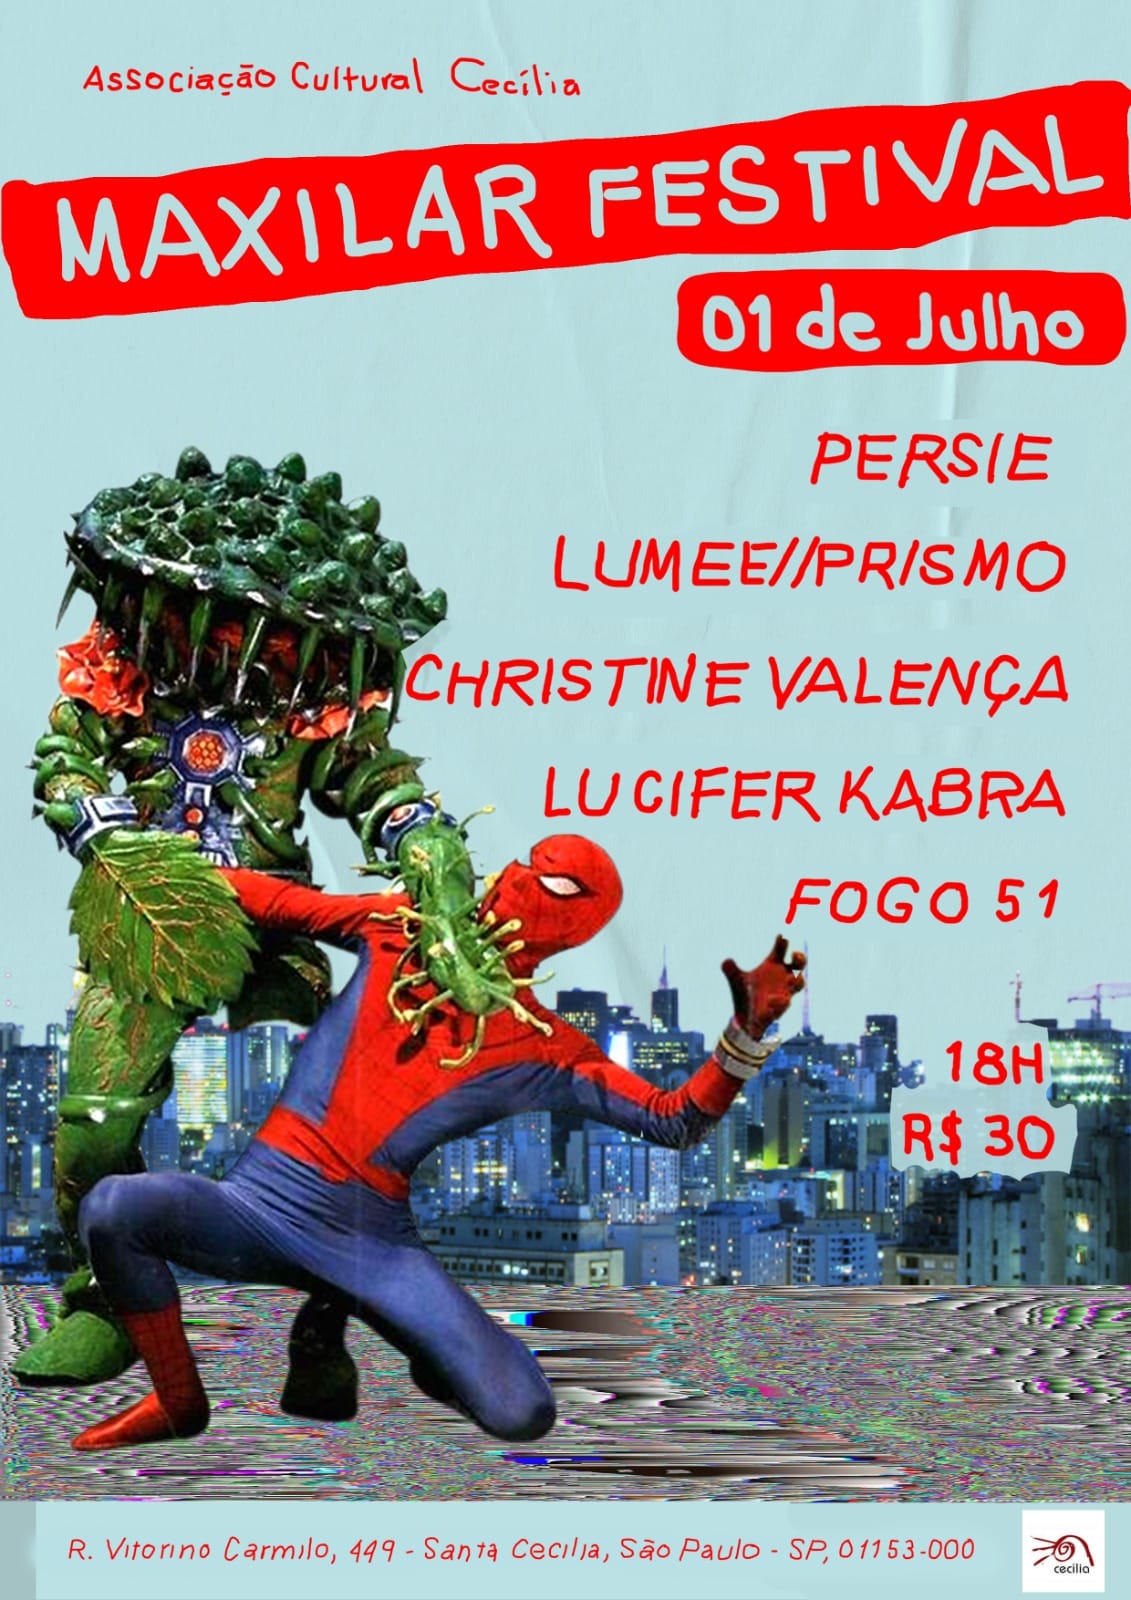 Associação Cultural Cecília
MAXILAR FESTIVAL
01 de Julho
PERSIE
LUMEE//PRISMO
CHRISTINE VALENÇA
LUCIFER KABRA
FOGO 51
18H
R$ 30
R. Vitorino Carmilo, 449 - Santa Cecília, São Paulo - SP, 01153-000
cecília